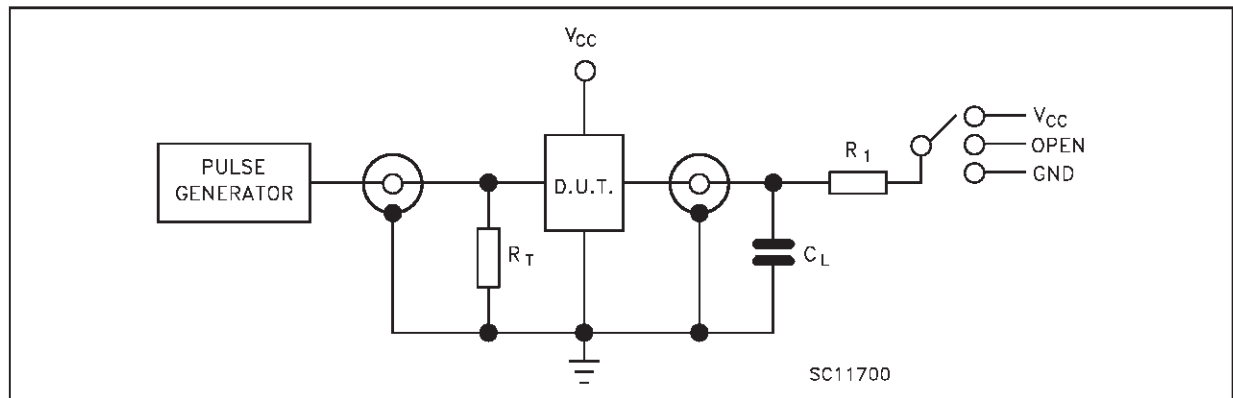 VCC
PULSE
GENERATOR
D.U.T.
RT
CL
R1
VCC
OPEN
GND
SC11700